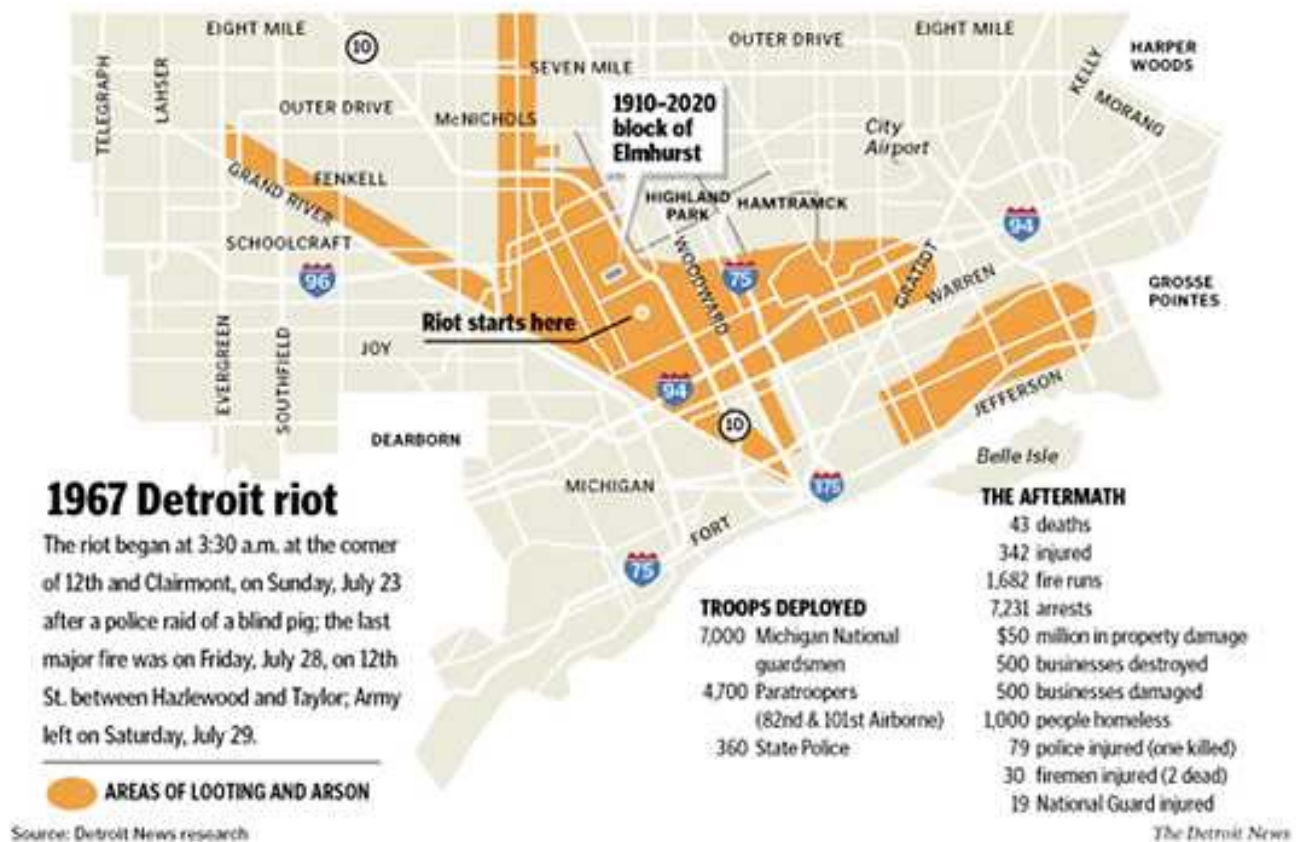 EIGHT MILE
10
OUTER DRIVE
EIGHT MILE
HARPER
WOODS
TELEGRAPH
LAHSER
SEVEN MILE
KELLY
MORANG
OUTER DRIVE
McNICHOLS
1910-2020
block of
Elmhurst
City
Airport
GRAND RIVER
FENKELL
HIGHLAND
PARK
HAMTRAMCK
SCHOOLCRAFT
96
WOODWARD
75
GRATIOT
94
WARREN
GROSSE
POINTES
Riot starts here
EVERGREEN
SOUTHFIELD
JOY
94
10
JEFFERSON
DEARBORN
Belle Isle
MICHIGAN
375
FORT
75
1967 Detroit riot
The riot began at 3:30 a.m. at the corner
of 12th and Clairmont, on Sunday, July 23
after a police raid of a blind pig; the last
major fire was on Friday, July 28, on 12th
St. between Hazlewood and Taylor; Army
left on Saturday, July 29.
AREAS OF LOOTING AND ARSON
TROOPS DEPLOYED
7,000 Michigan National
guardsmen
4,700 Paratroopers
(82nd & 101st Airborne)
360 State Police
THE AFTERMATH
43 deaths
342 injured
1,682 fire runs
7,231 arrests
$50 million in property damage
500 businesses destroyed
500 businesses damaged
1,000 people homeless
79 police injured (one killed)
30 firemen injured (2 dead)
19 National Guard injured
Source: Detroit News research
The Detroit News